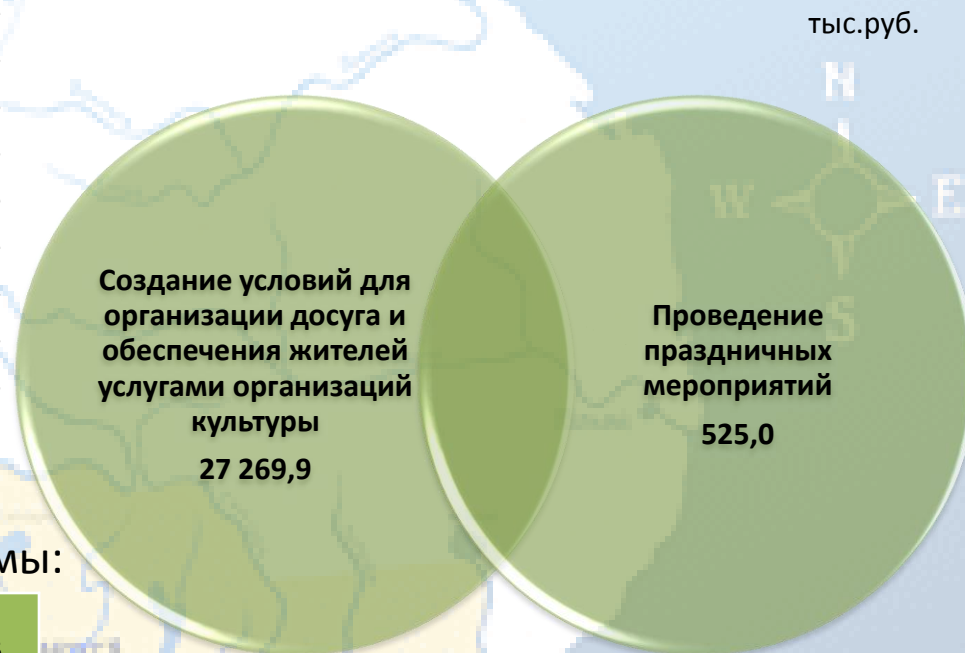 тыс.руб.
N
W
E
S
Создание условий для
организации досуга и
обеспечения жителей
услугами организаций
культуры
27 269,9
Проведение
праздничных
мероприятий
525,0
мы: